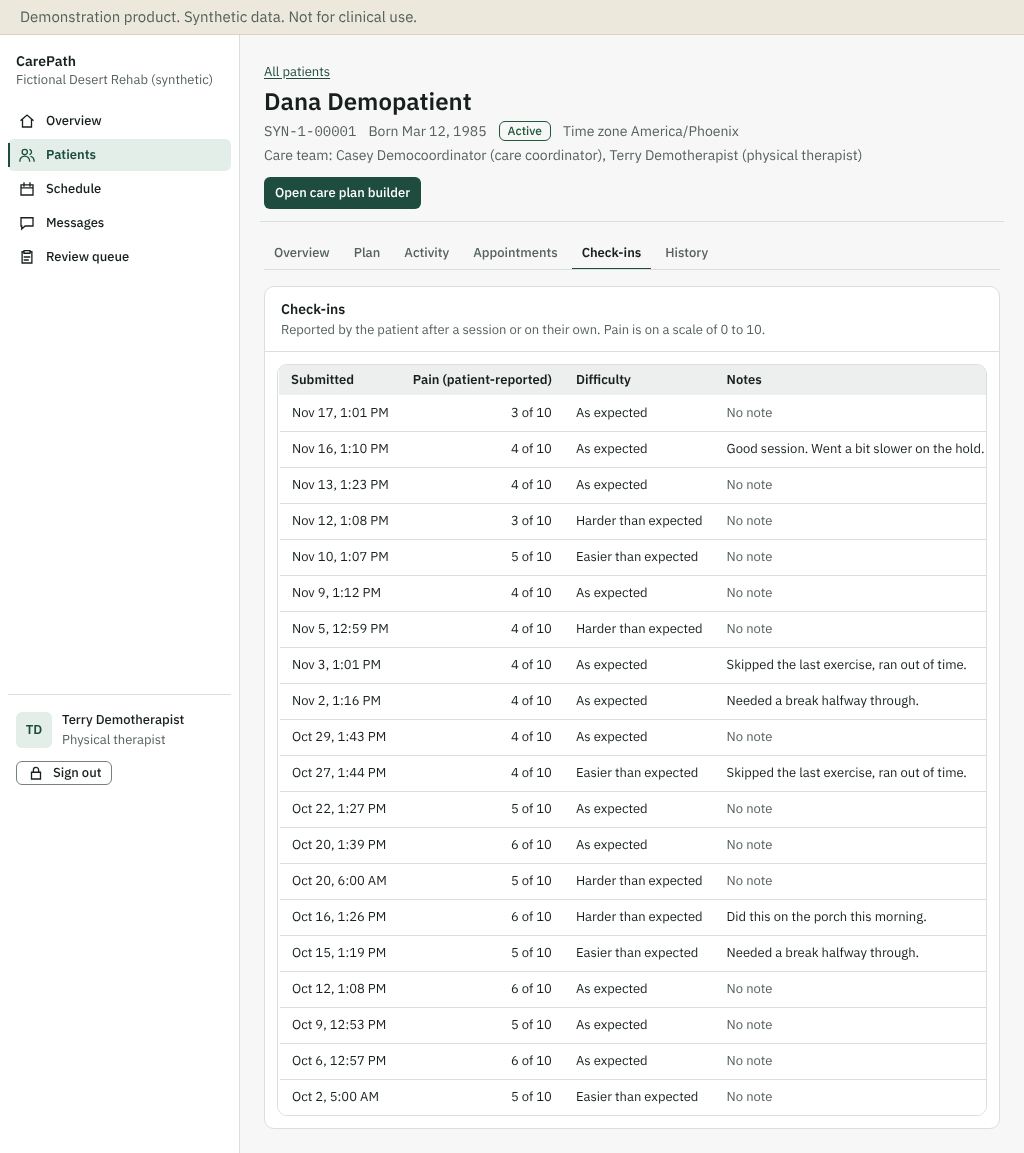 Demonstration product. Synthetic data. Not for clinical use.
CarePath
Fictional Desert Rehab (synthetic)
Overview
Patients
Schedule
Messages
Review queue
TD
Terry Demotherapist
Physical therapist
Sign out
All patients
Dana Demopatient
SYN-1-00001 Born Mar 12, 1985 Active Time zone America/Phoenix
Care team: Casey Democoordinator (care coordinator), Terry Demotherapist (physical therapist)
Open care plan builder
Overview Plan Activity Appointments Check-ins History
Check-ins
Reported by the patient after a session or on their own. Pain is on a scale of 0 to 10.
Submitted Pain (patient-reported) Difficulty Notes
Nov 17, 1:01 PM 3 of 10 As expected No note
Nov 16, 1:10 PM 4 of 10 As expected Good session. Went a bit slower on the hold.
Nov 13, 1:23 PM 4 of 10 As expected No note
Nov 12, 1:08 PM 3 of 10 Harder than expected No note
Nov 10, 1:07 PM 5 of 10 Easier than expected No note
Nov 9, 1:12 PM 4 of 10 As expected No note
Nov 5, 12:59 PM 4 of 10 Harder than expected No note
Nov 3, 1:01 PM 4 of 10 As expected Skipped the last exercise, ran out of time.
Nov 2, 1:16 PM 4 of 10 As expected Needed a break halfway through.
Oct 29, 1:43 PM 4 of 10 As expected No note
Oct 27, 1:44 PM 4 of 10 Easier than expected Skipped the last exercise, ran out of time.
Oct 22, 1:27 PM 5 of 10 As expected No note
Oct 20, 1:39 PM 6 of 10 As expected No note
Oct 20, 6:00 AM 5 of 10 Harder than expected No note
Oct 16, 1:26 PM 6 of 10 Harder than expected Did this on the porch this morning.
Oct 15, 1:19 PM 5 of 10 Easier than expected Needed a break halfway through.
Oct 12, 1:08 PM 6 of 10 As expected No note
Oct 9, 12:53 PM 5 of 10 As expected No note
Oct 6, 12:57 PM 6 of 10 As expected No note
Oct 2, 5:00 AM 5 of 10 Easier than expected No note